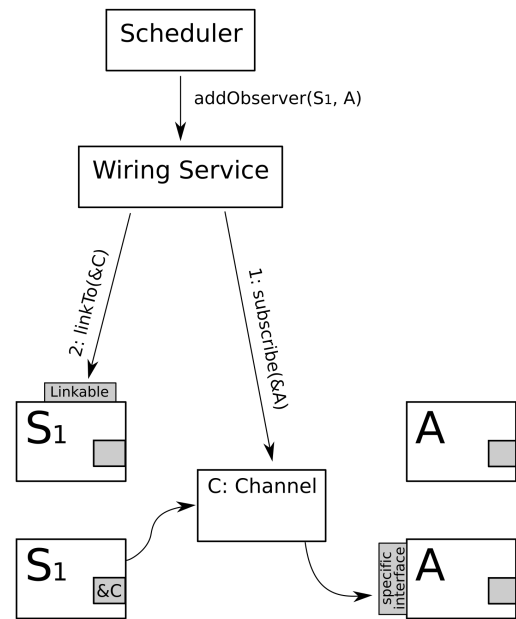 Scheduler
addObserver(S1, A)
Wiring Service
2: linkTo(&C)
1: subscribe(&A)
Linkable
S1
A
C: Channel
S1
&C
specific
interface
A